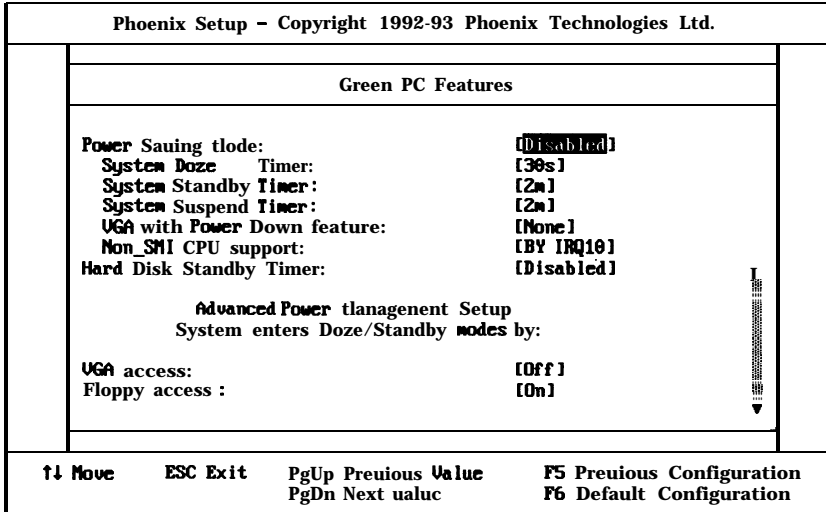 Phoenix Setup – Copyright 1992-93 Phoenix Technologies Ltd.
Green PC Features
Power Sauing tlode: [Disabled]
System Doze Timer: [30s]
System Standby Timer: [2m]
System Suspend Timer: [2m]
VGA with Power Down feature: [None]
Non_SMI CPU support: [BY IRQ10]
Hard Disk Standby Timer: [Disabled]
Advanced Power tlanagenent Setup
System enters Doze/Standby modes by:
VGA access: [Off]
Floppy access : [On]
↑↓ Move ESC Exit PgUp Preuious Value F5 Preuious Configuration
PgDn Next ualuc F6 Default Configuration